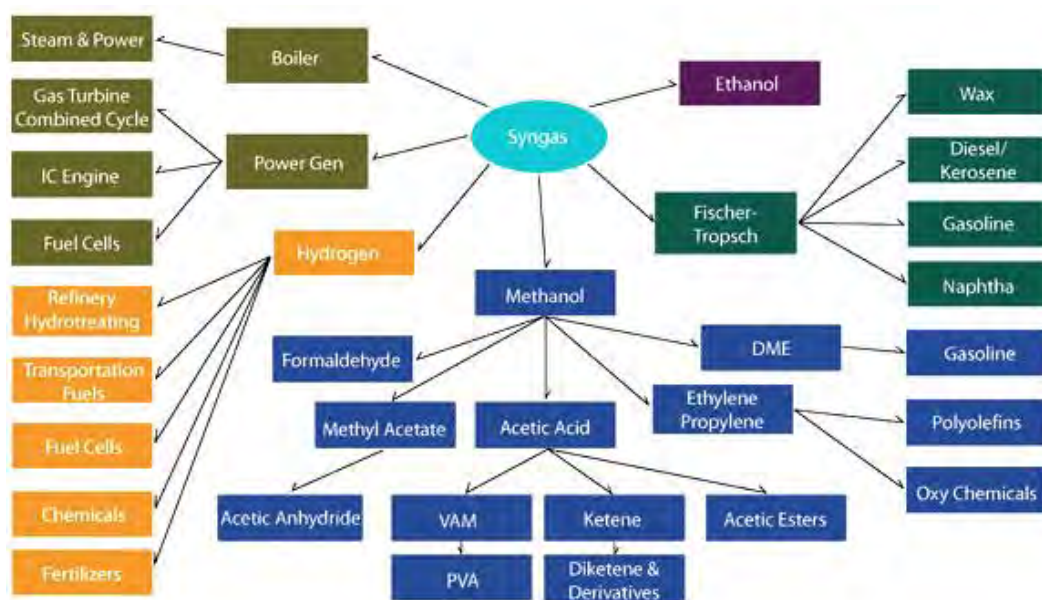 Steam & Power
Boiler
Gas Turbine
Combined Cycle
Power Gen
IC Engine
Fuel Cells
Syngas
Ethanol
Fischer-
Tropsch
Wax
Diesel/
Kerosene
Gasoline
Naphtha
Hydrogen
Refinery
Hydrotreating
Transportation
Fuels
Fuel Cells
Chemicals
Fertilizers
Methanol
Formaldehyde
DME
Gasoline
Methyl Acetate
Acetic Acid
Ethylene
Propylene
Polyolefins
Oxy Chemicals
Acetic Anhydride
VAM
Ketene
Acetic Esters
PVA
Diketene &
Derivatives